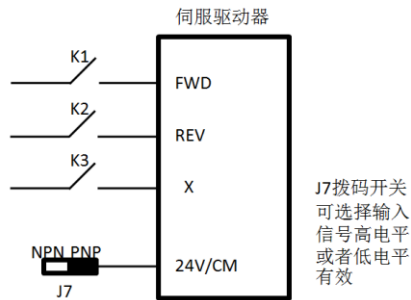 伺服驱动器
K1
FWD
K2
REV
K3
X
J7拨码开关
可选择输入
信号高电平
或者低电平
有效
NPN PNP
24V/CM
J7